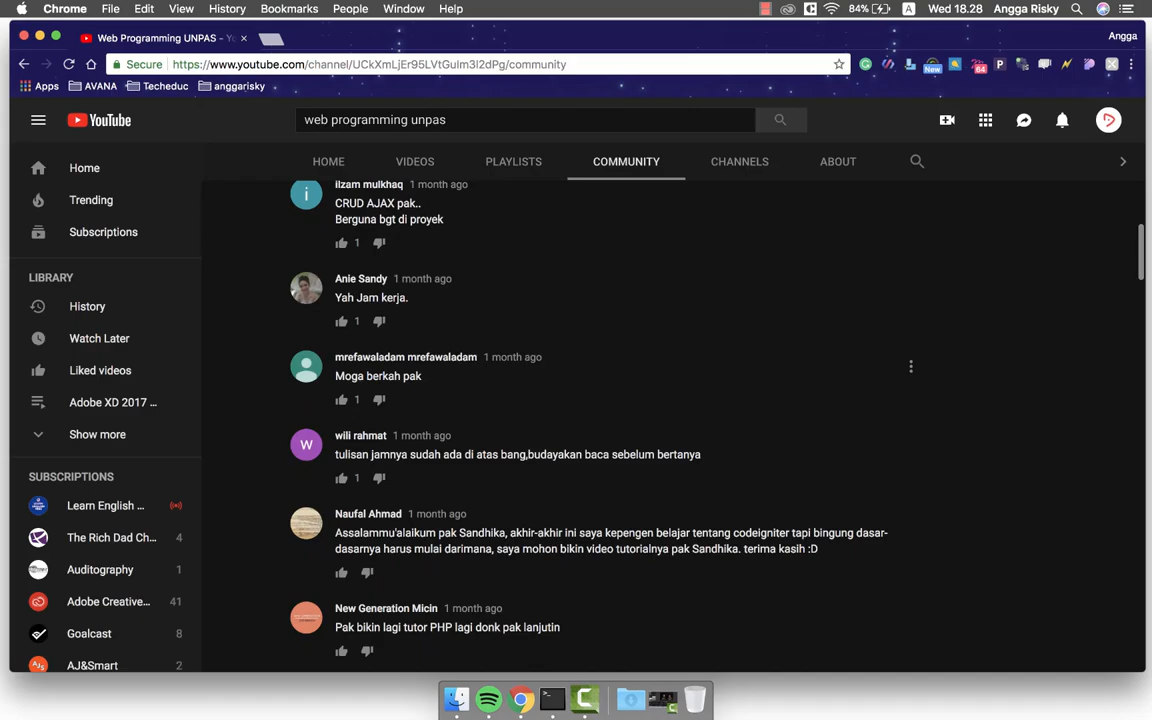 Chrome File Edit View History Bookmarks People Window Help 84% A Wed 18.28 Angga Risky
Web Programming UNPAS - Yo
Angga
Secure https://www.youtube.com/channel/UCkXmLjEr95LVtGuIm3l2dPg/community
New 64 P
Apps AVANA Techeduc anggarisky
YouTube
web programming unpas
HOME VIDEOS PLAYLISTS COMMUNITY CHANNELS ABOUT
Home
Trending
Subscriptions
LIBRARY
History
Watch Later
Liked videos
Adobe XD 2017 ...
Show more
SUBSCRIPTIONS
Learn English ...
The Rich Dad Ch... 4
Auditography 1
Adobe Creative... 41
Goalcast 8
AJ&Smart 2
i
ilzam mulkhaq 1 month ago
CRUD AJAX pak..
Berguna bgt di proyek
1
Anie Sandy 1 month ago
Yah Jam kerja.
1
mrefawaladam mrefawaladam 1 month ago
Moga berkah pak
1
W
wili rahmat 1 month ago
tulisan jamnya sudah ada di atas bang,budayakan baca sebelum bertanya
1
Naufal Ahmad 1 month ago
Assalammu'alaikum pak Sandhika, akhir-akhir ini saya kepengen belajar tentang codeigniter tapi bingung dasar-
dasarnya harus mulai darimana, saya mohon bikin video tutorialnya pak Sandhika. terima kasih :D
New Generation Micin 1 month ago
Pak bikin lagi tutor PHP lagi donk pak lanjutin